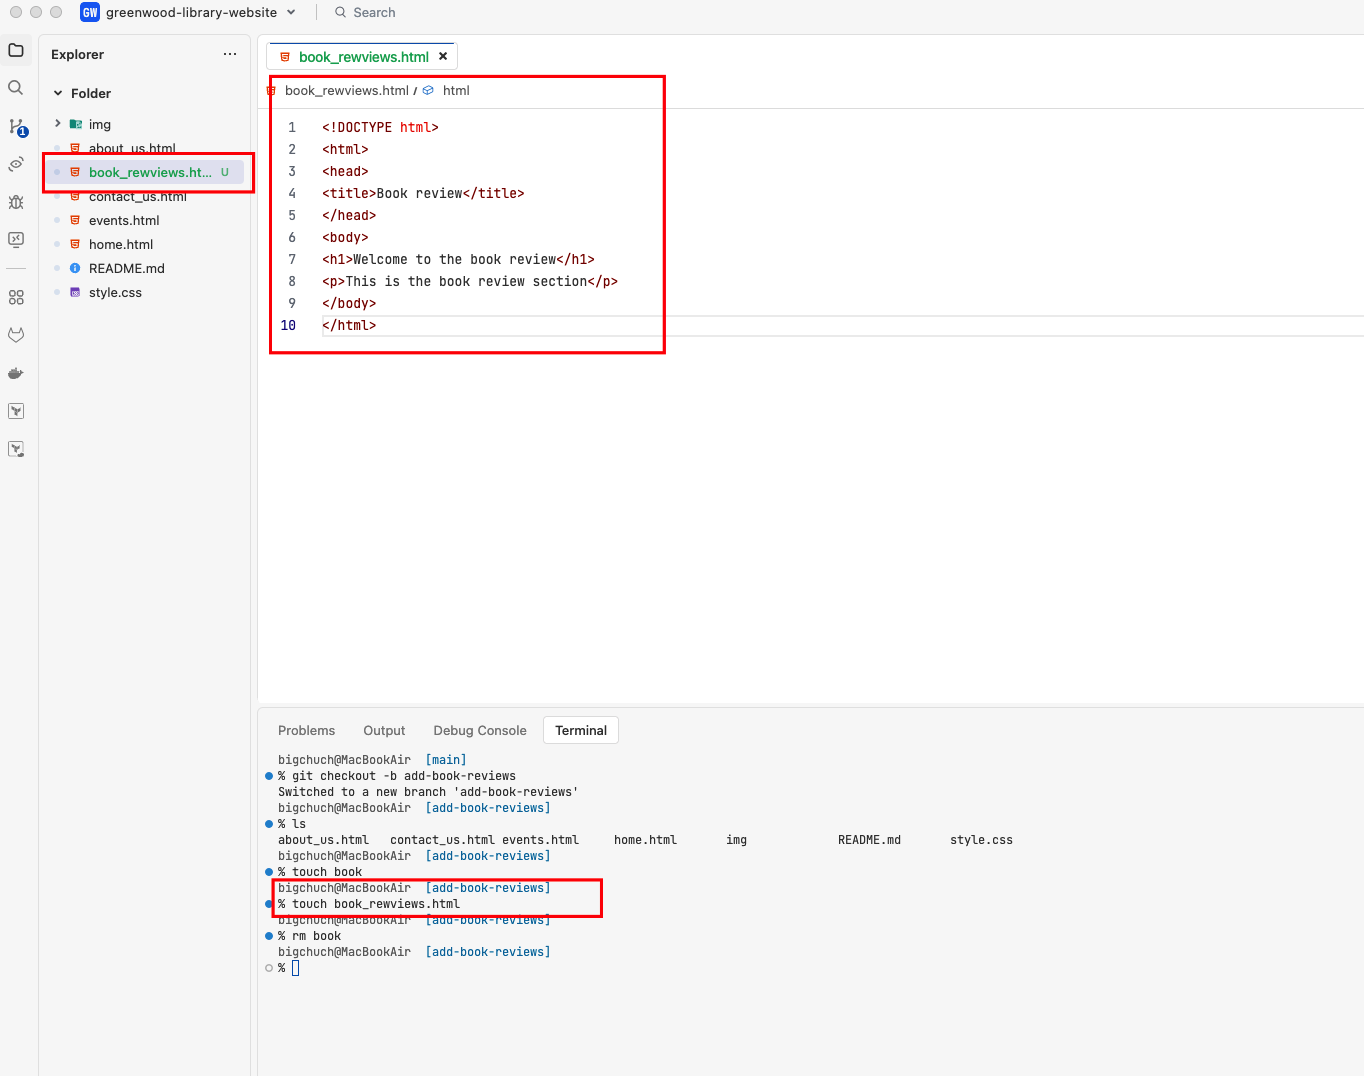 GW greenwood-library-website Search
Explorer ...
Folder
img
about_us.html
book_rewviews.ht... U
contact_us.html
events.html
home.html
README.md
style.css
1
book_rewviews.html
book_rewviews.html / html
1 <!DOCTYPE html>
2 <html>
3 <head>
4 <title>Book review</title>
5 </head>
6 <body>
7 <h1>Welcome to the book review</h1>
8 <p>This is the book review section</p>
9 </body>
10 </html>
Problems Output Debug Console Terminal
bigchuch@MacBookAir [main]
% git checkout -b add-book-reviews
Switched to a new branch 'add-book-reviews'
bigchuch@MacBookAir [add-book-reviews]
% ls
about_us.html contact_us.html events.html home.html img README.md style.css
bigchuch@MacBookAir [add-book-reviews]
% touch book
bigchuch@MacBookAir [add-book-reviews]
% touch book_rewviews.html
bigchuch@MacBookAir [add-book-reviews]
% rm book
bigchuch@MacBookAir [add-book-reviews]
%